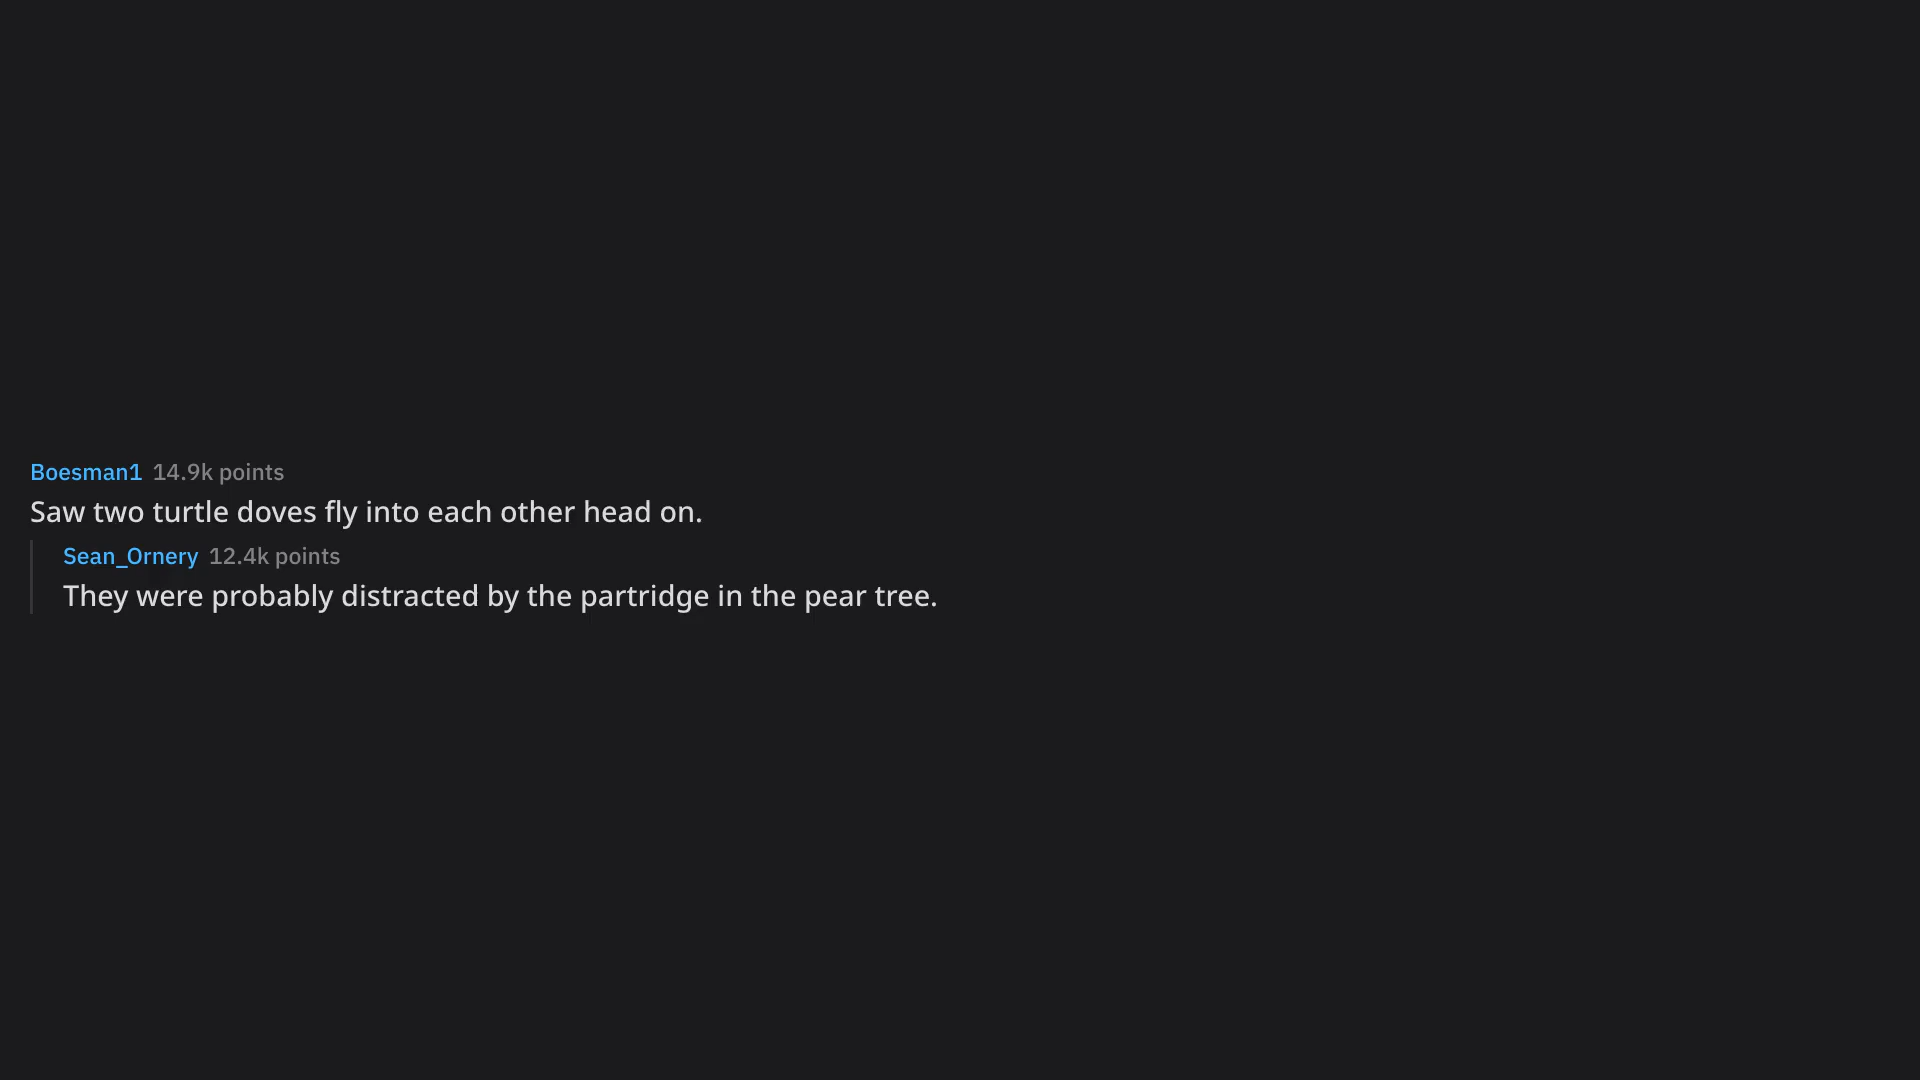 Boesman1 14.9k points
Saw two turtle doves fly into each other head on.
Sean_Ornery 12.4k points
They were probably distracted by the partridge in the pear tree.